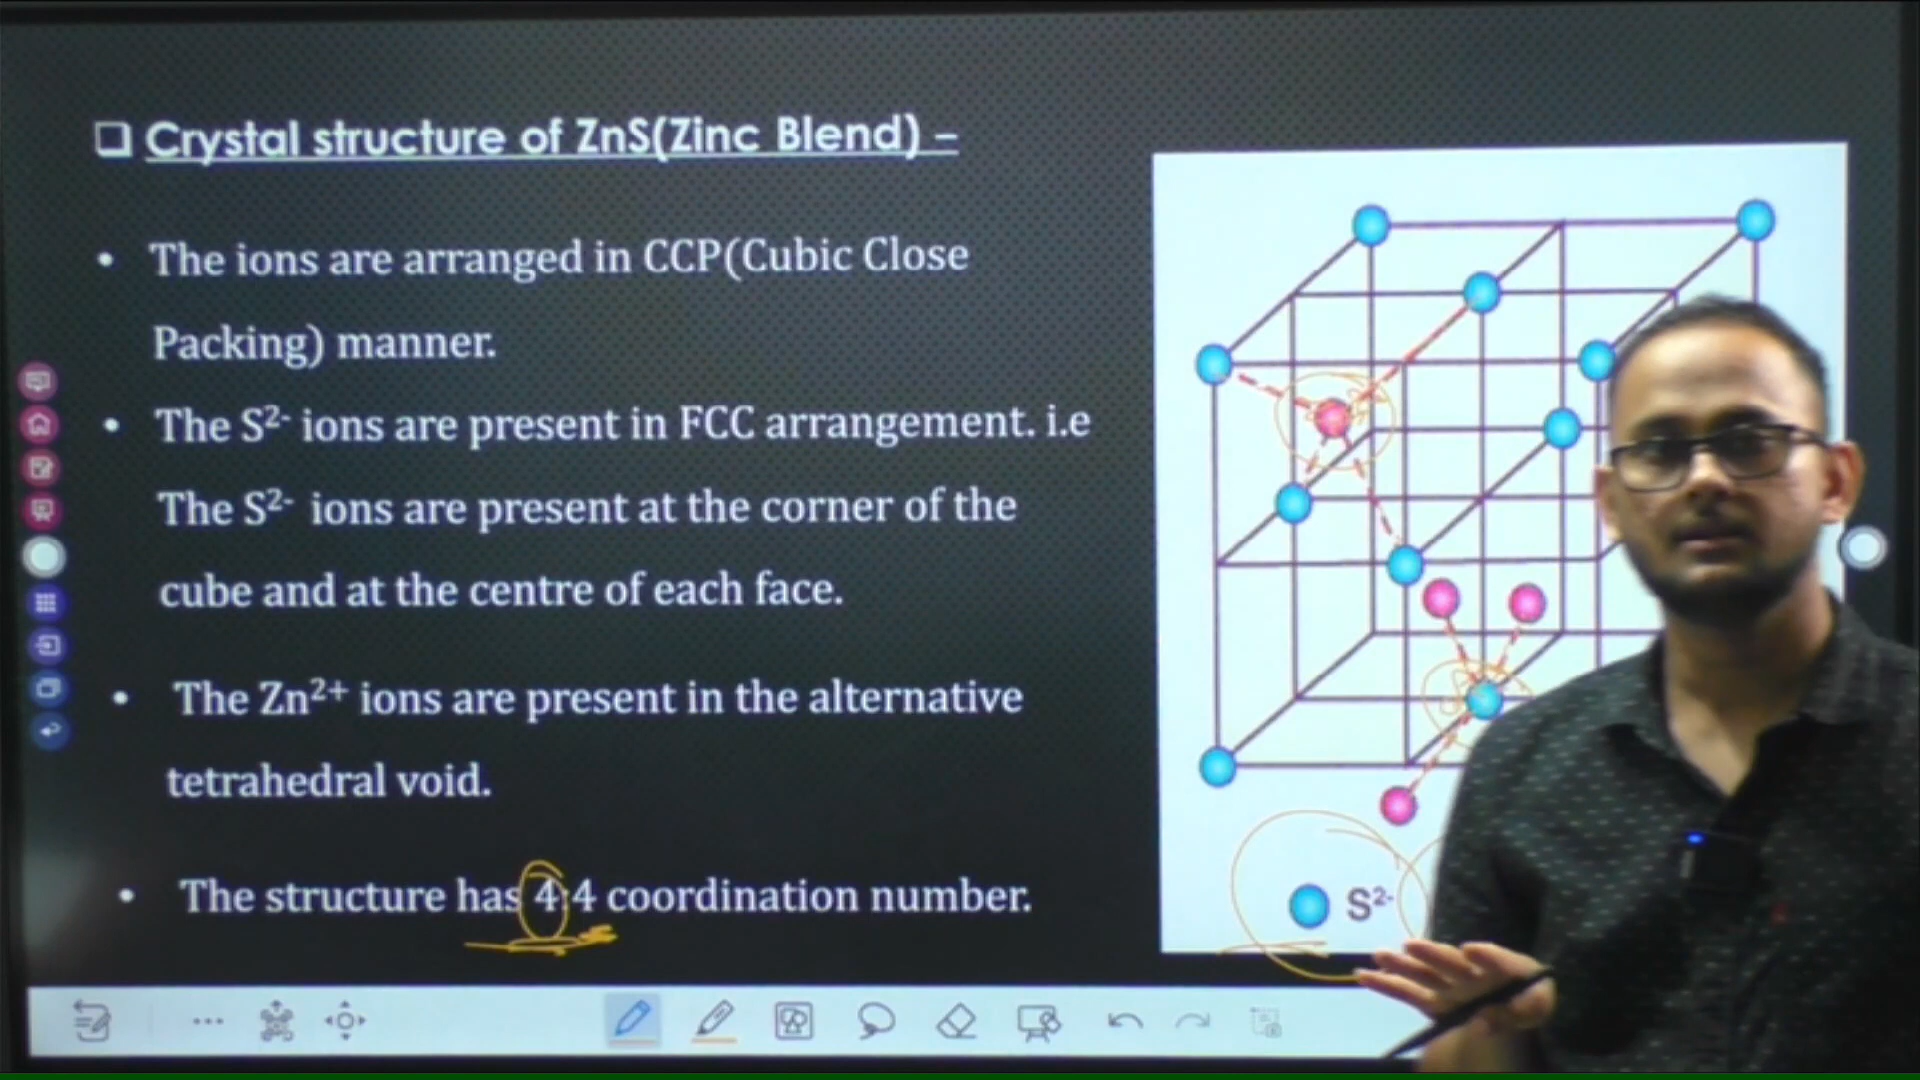 ❑ Crystal structure of ZnS(Zinc Blend) –
• The ions are arranged in CCP(Cubic Close
Packing) manner.
• The S²⁻ ions are present in FCC arrangement. i.e
The S²⁻ ions are present at the corner of the
cube and at the centre of each face.
• The Zn²⁺ ions are present in the alternative
tetrahedral void.
• The structure has 4:4 coordination number.
S²⁻